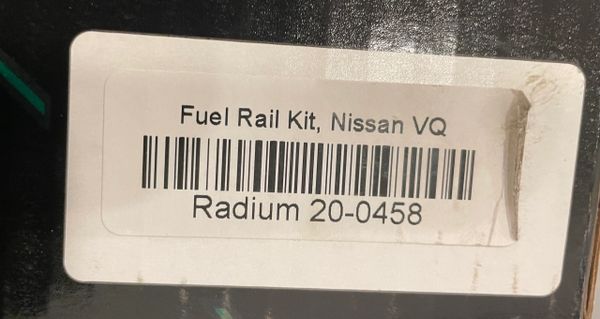 Fuel Rail Kit, Nissan VQ
Radium 20-0458